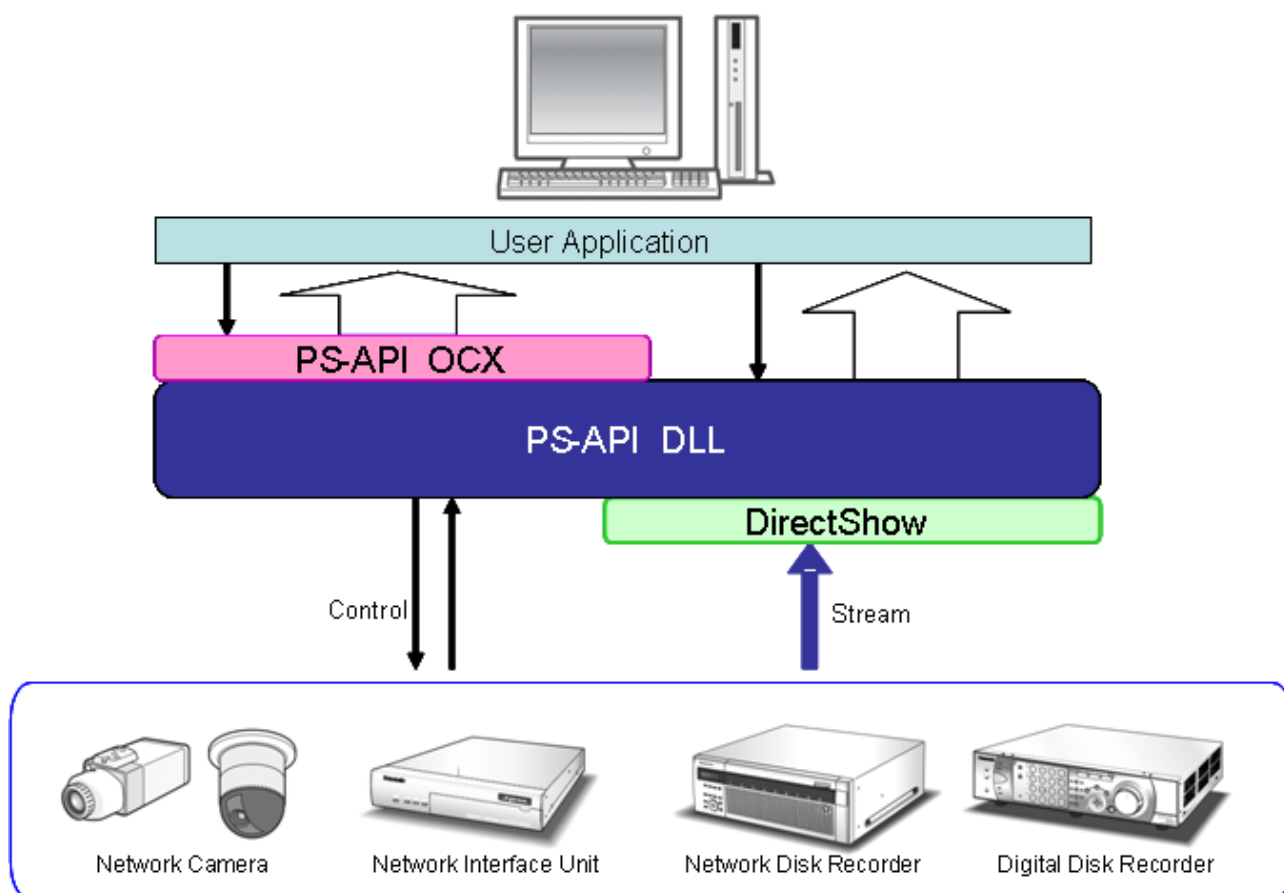 User Application
PS-API OCX
PS-API DLL
DirectShow
Control
Stream
Network Camera
Network Interface Unit
Network Disk Recorder
Digital Disk Recorder